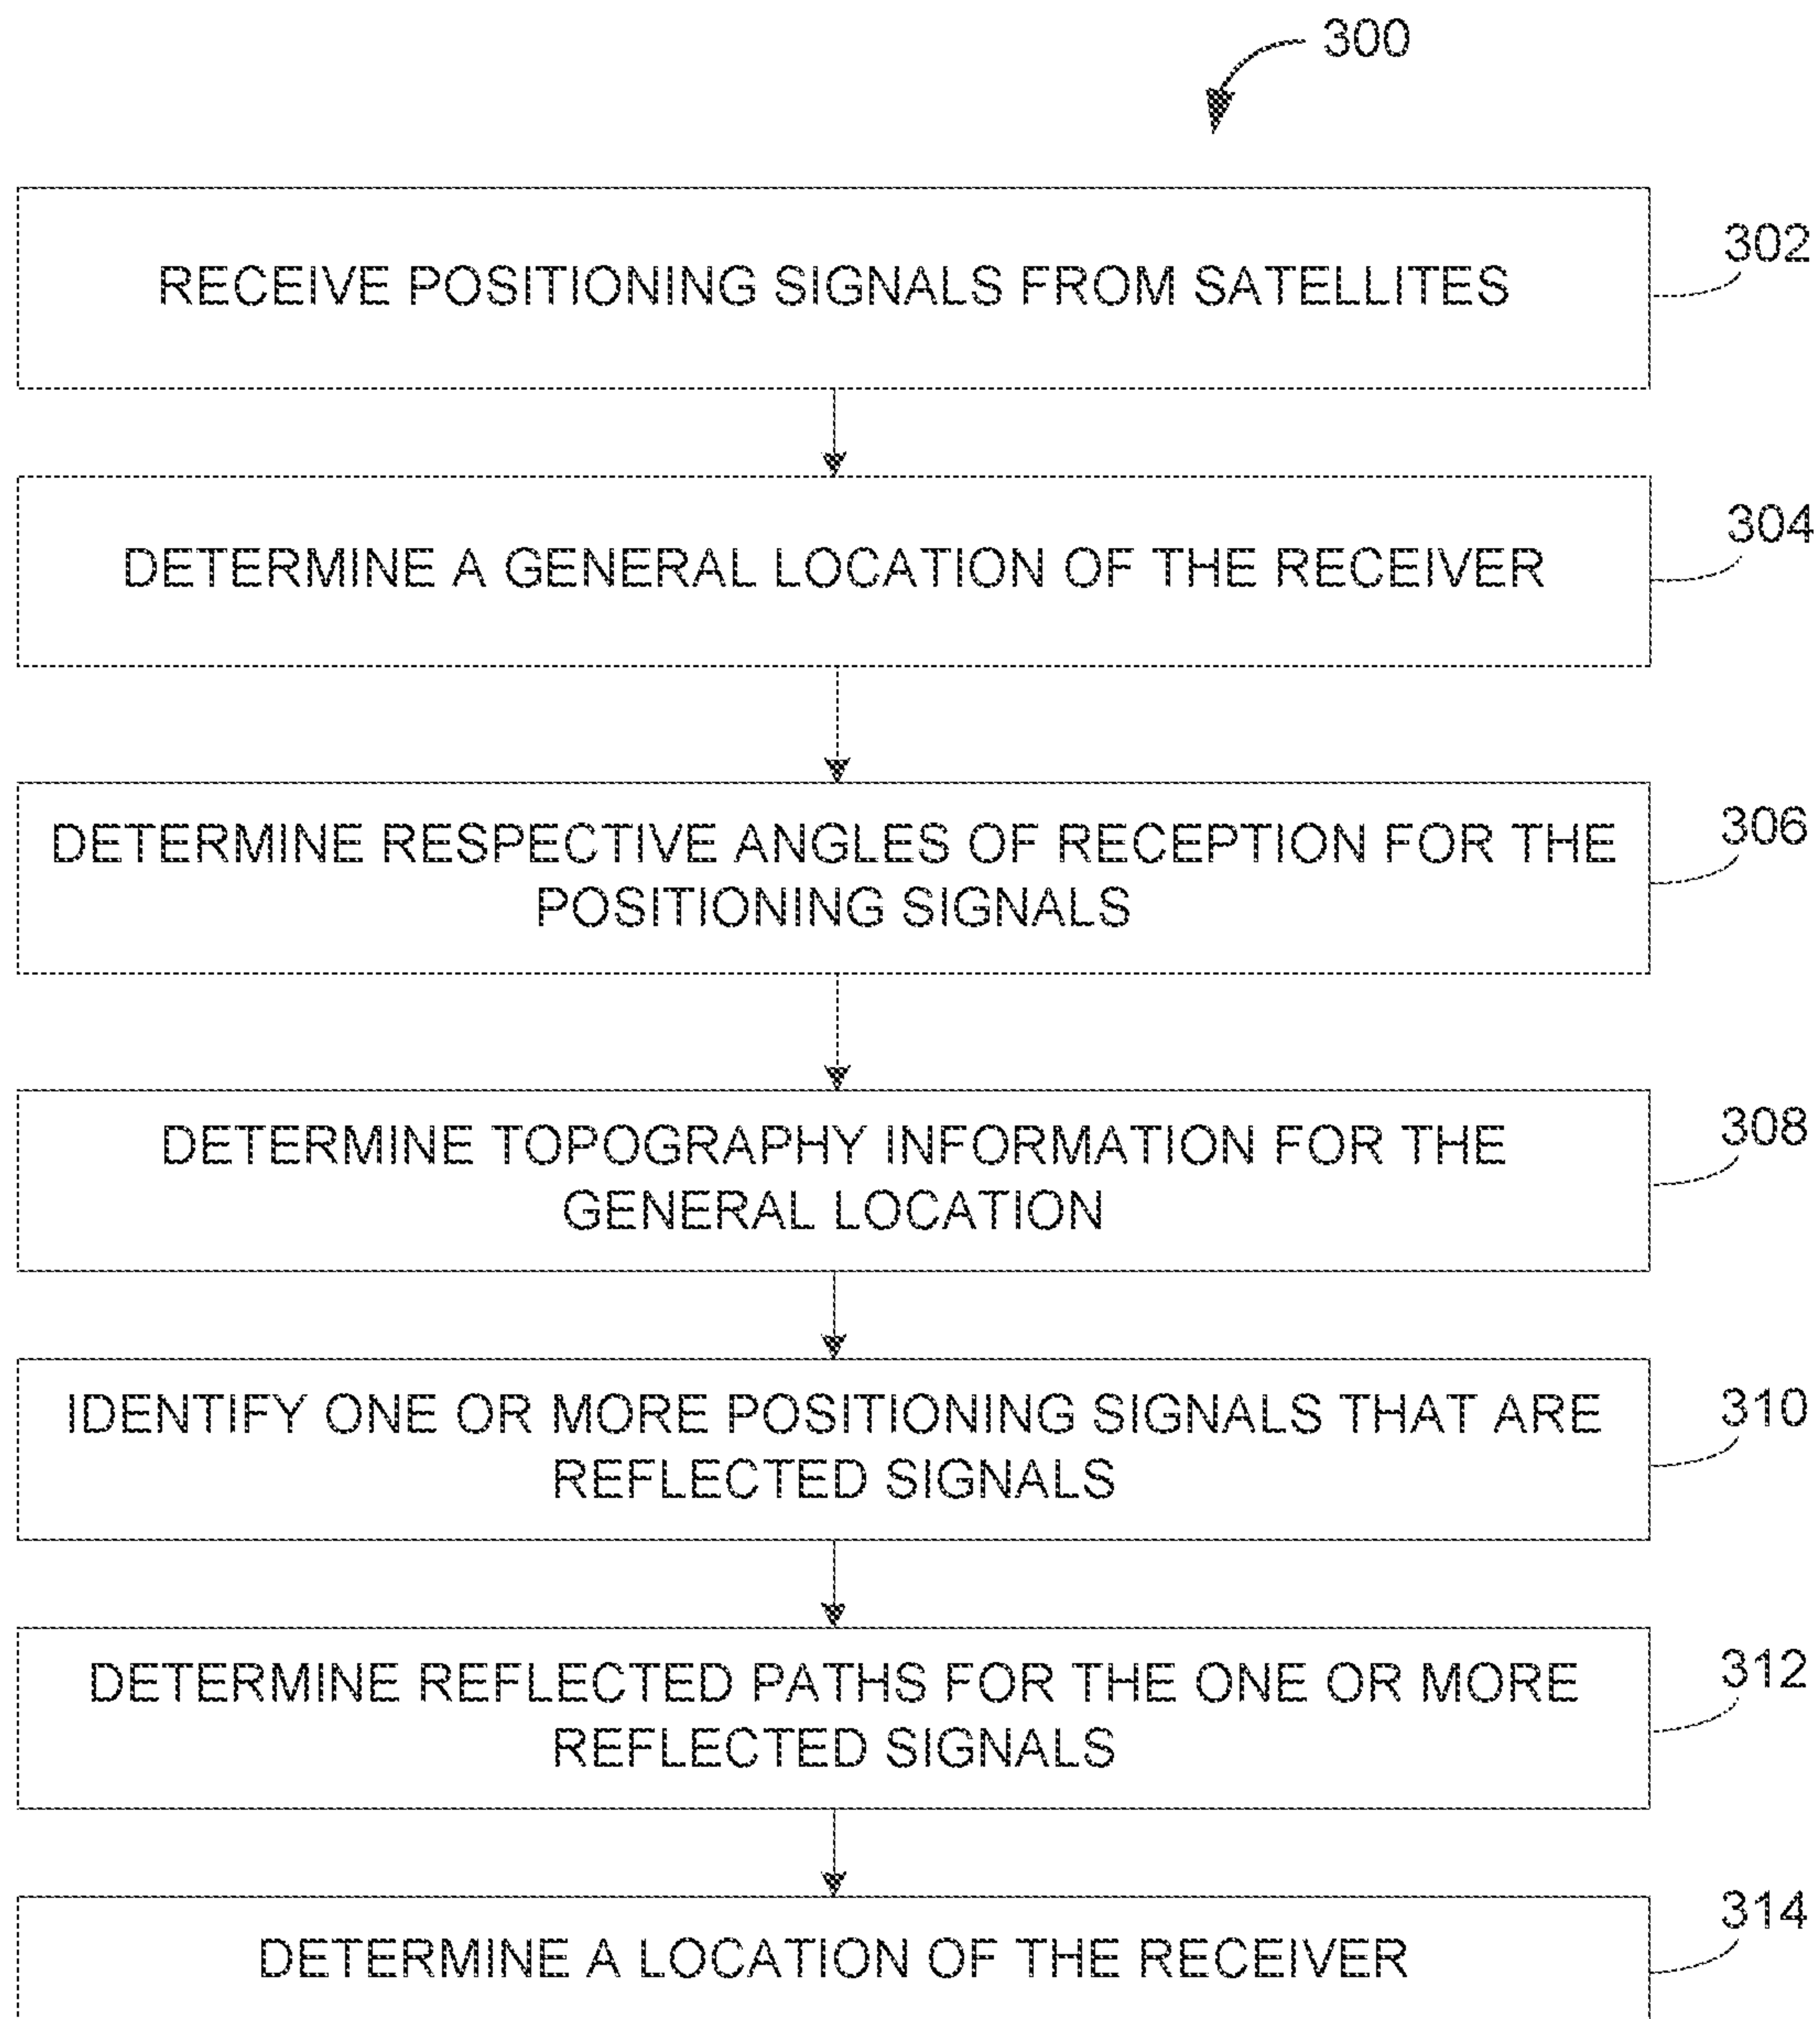 300
RECEIVE POSITIONING SIGNALS FROM SATELLITES
302
DETERMINE A GENERAL LOCATION OF THE RECEIVER
304
DETERMINE RESPECTIVE ANGLES OF RECEPTION FOR THE
POSITIONING SIGNALS
306
DETERMINE TOPOGRAPHY INFORMATION FOR THE
GENERAL LOCATION
308
IDENTIFY ONE OR MORE POSITIONING SIGNALS THAT ARE
REFLECTED SIGNALS
310
DETERMINE REFLECTED PATHS FOR THE ONE OR MORE
REFLECTED SIGNALS
312
DETERMINE A LOCATION OF THE RECEIVER
314